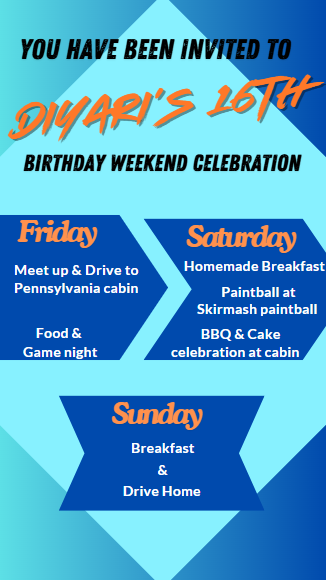 YOU HAVE BEEN INVITED TO
DIYARI'S 16TH
BIRTHDAY WEEKEND CELEBRATION
Friday
Meet up & Drive to
Pennsylvania cabin
Food &
Game night
Saturday
Homemade Breakfast
Paintball at
Skirmash paintball
BBQ & Cake
celebration at cabin
Sunday
Breakfast
&
Drive Home